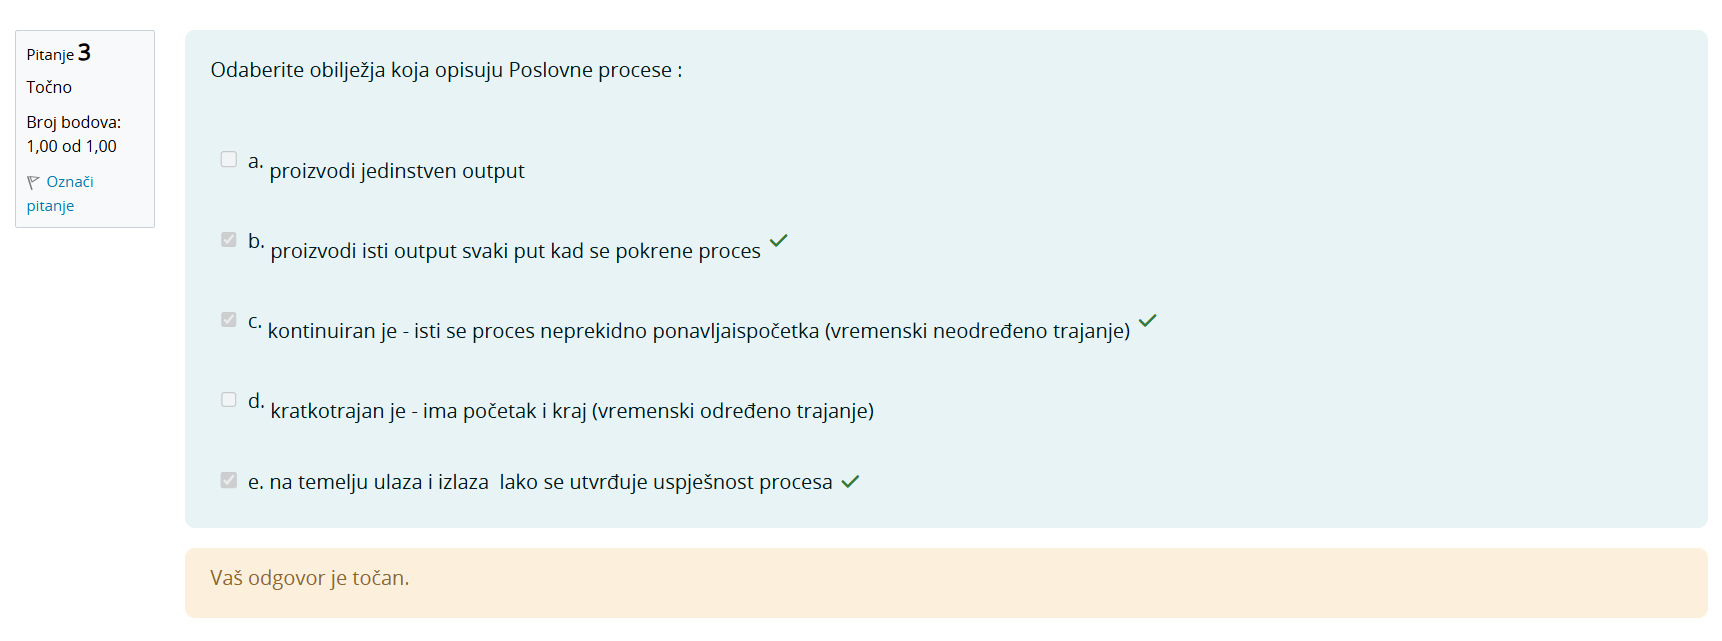 Pitanje 3
Točno
Broj bodova:
1,00 od 1,00
Označi
pitanje
Odaberite obilježja koja opisuju Poslovne procese :
a. proizvodi jedinstven output
b. proizvodi isti output svaki put kad se pokrene proces
c. kontinuiran je - isti se proces neprekidno ponavljaispočetka (vremenski neodređeno trajanje)
d. kratkotrajan je - ima početak i kraj (vremenski određeno trajanje)
e. na temelju ulaza i izlaza  lako se utvrđuje uspješnost procesa
Vaš odgovor je točan.